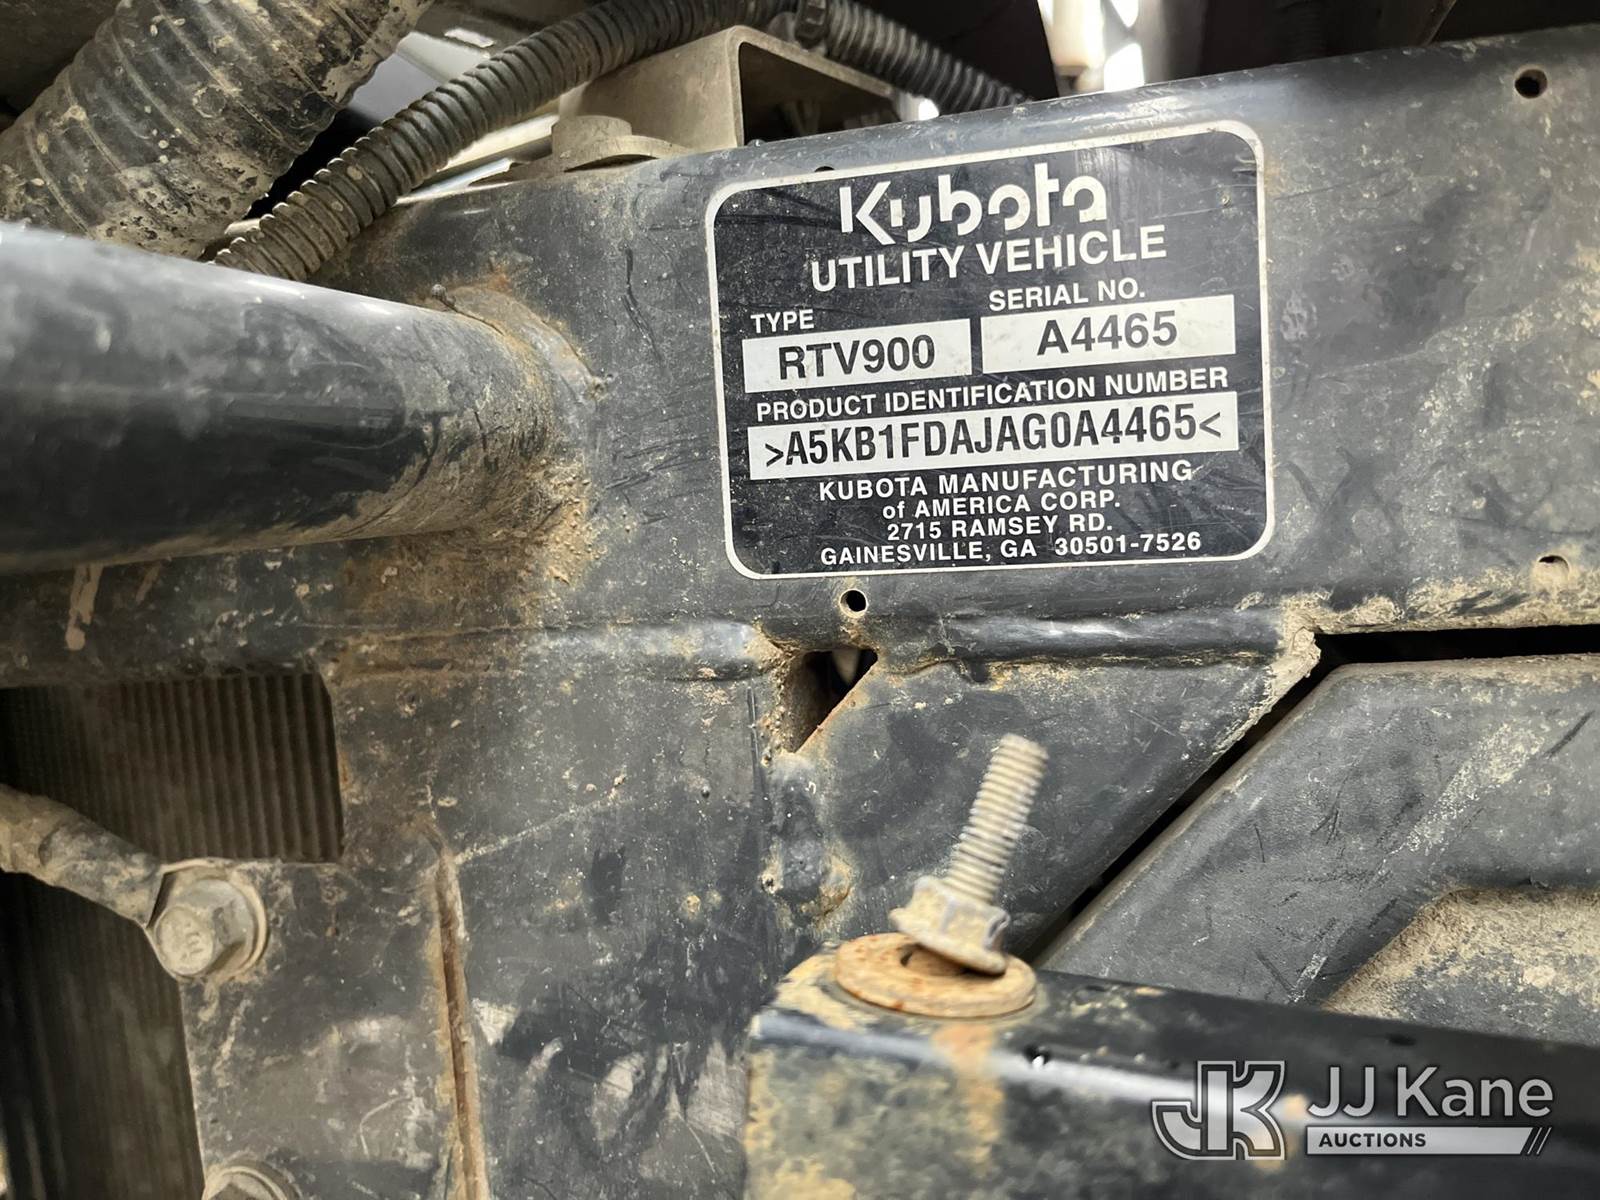 Kubota
UTILITY VEHICLE
TYPE SERIAL NO.
RTV900 A4465
PRODUCT IDENTIFICATION NUMBER
>A5KB1FDAJAG0A4465<
KUBOTA MANUFACTURING
of AMERICA CORP.
2715 RAMSEY RD.
GAINESVILLE, GA 30501-7526
JK JJ Kane
AUCTIONS